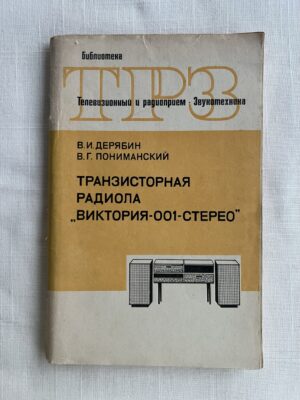 Библиотека
ТРЗ
Телевизионный и радиоприем · Звукотехника
В.И.ДЕРЯБИН
В.Г. ПОНИМАНСКИЙ
ТРАНЗИСТОРНАЯ
РАДИОЛА
„ВИКТОРИЯ-001-СТЕРЕО"